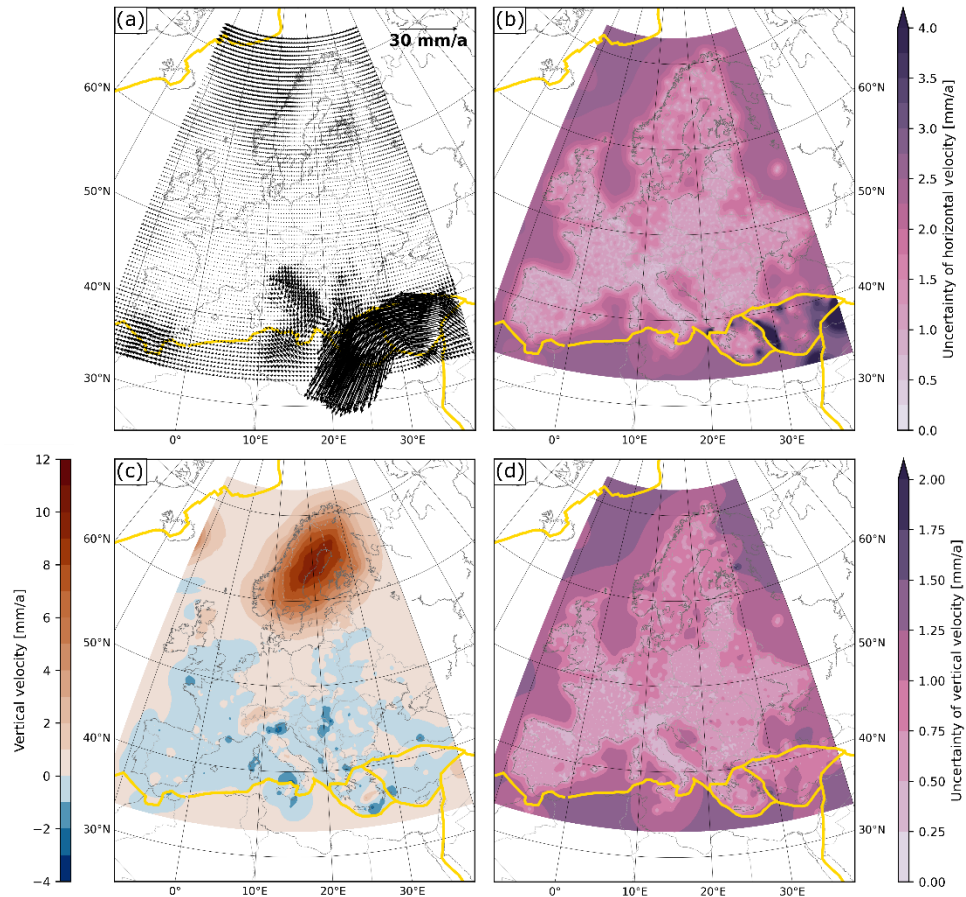 (a)
30 mm/a
60°N
50°N
40°N
30°N
0°
10°E
20°E
30°E
(b)
60°N
50°N
40°N
30°N
0°
10°E
20°E
30°E
4.0
3.5
3.0
2.5
2.0
1.5
1.0
0.5
0.0
Uncertainty of horizontal velocity [mm/a]
12
10
8
6
4
2
0
−2
−4
Vertical velocity [mm/a]
(c)
60°N
50°N
40°N
30°N
0°
10°E
20°E
30°E
(d)
60°N
50°N
40°N
30°N
0°
10°E
20°E
30°E
2.00
1.75
1.50
1.25
1.00
0.75
0.50
0.25
0.00
Uncertainty of vertical velocity [mm/a]